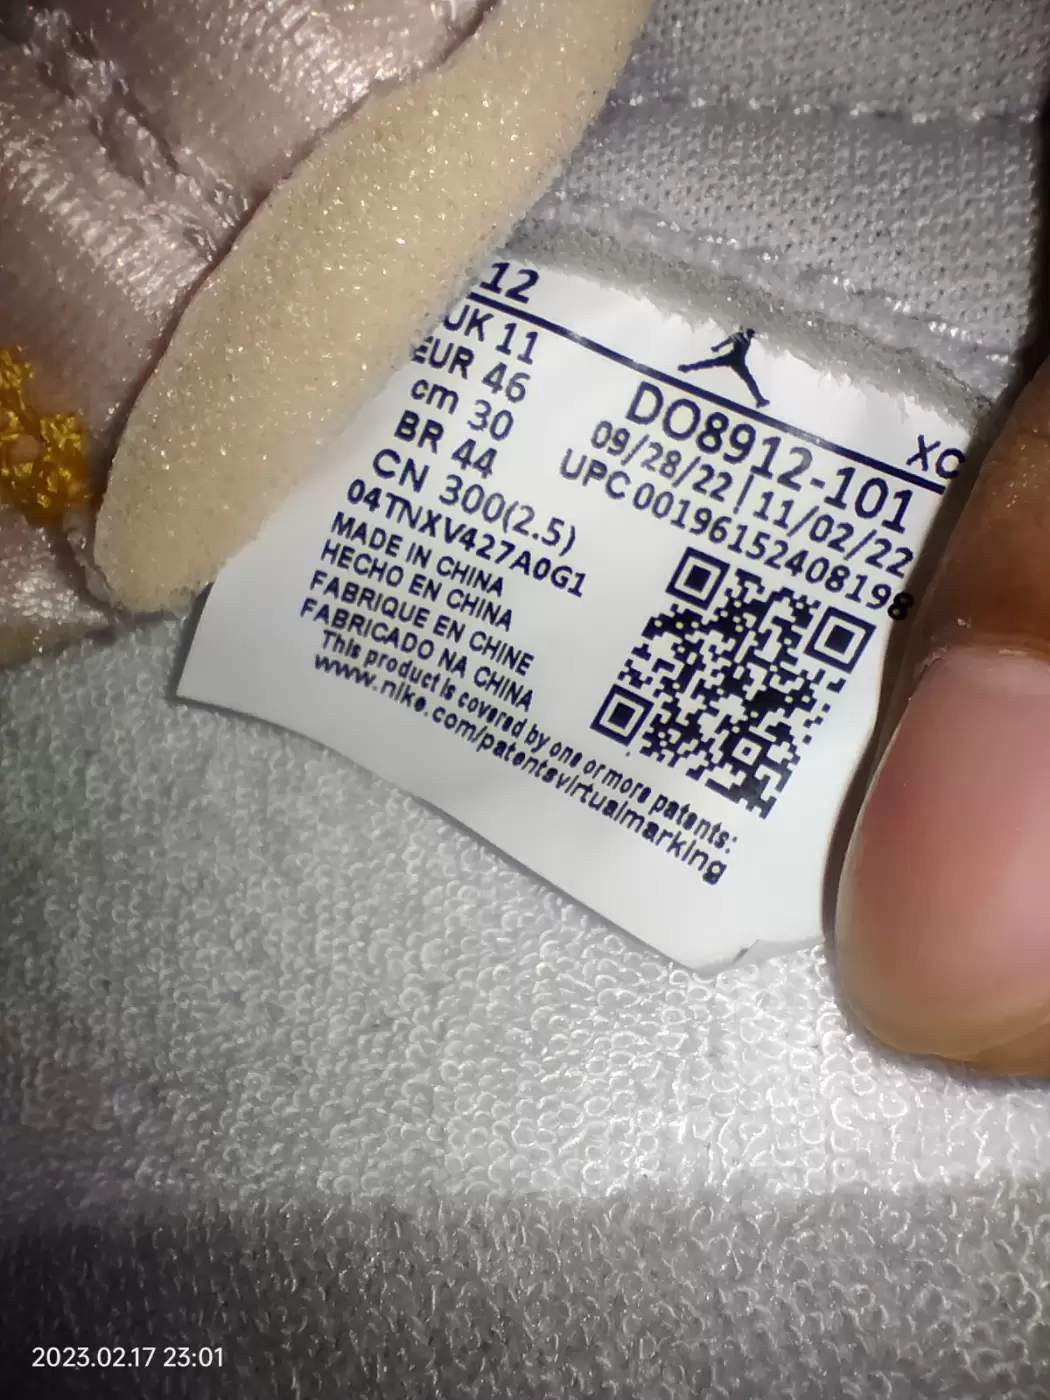 12
UK 11
EUR 46
cm 30
BR 44
CN 300(2.5)
04TNXV427A0G1
MADE IN CHINA
HECHO EN CHINA
FABRIQUE EN CHINE
FABRICADO NA CHINA
This product is covered by one or more patents:
www.nike.com/patentsvirtualmarking
XC
DO8912-101
09/28/22 | 11/02/22
UPC 00196152408198
2023.02.17 23:01